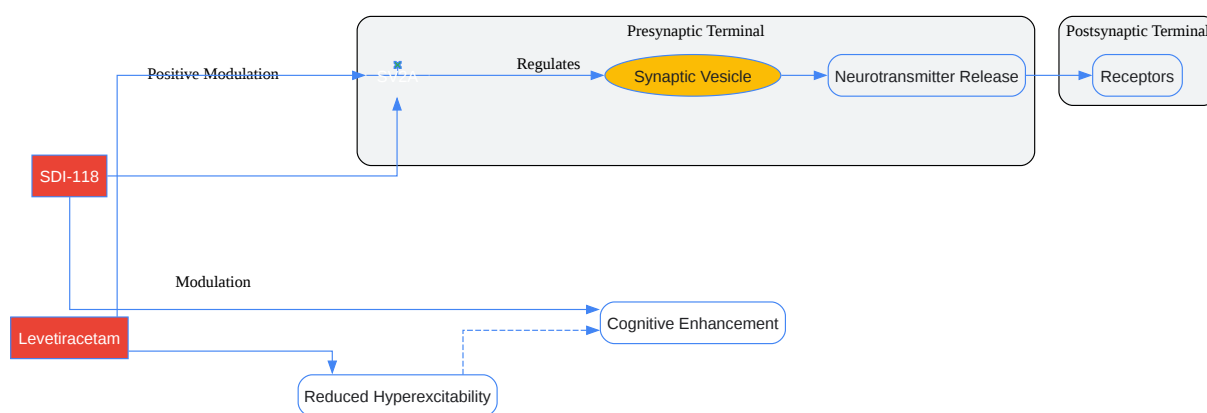 Presynaptic Terminal
Postsynaptic Terminal
Positive Modulation
SV2A
Regulates
Synaptic Vesicle
Neurotransmitter Release
Receptors
SDI-118
Modulation
Levetiracetam
Cognitive Enhancement
Reduced Hyperexcitability